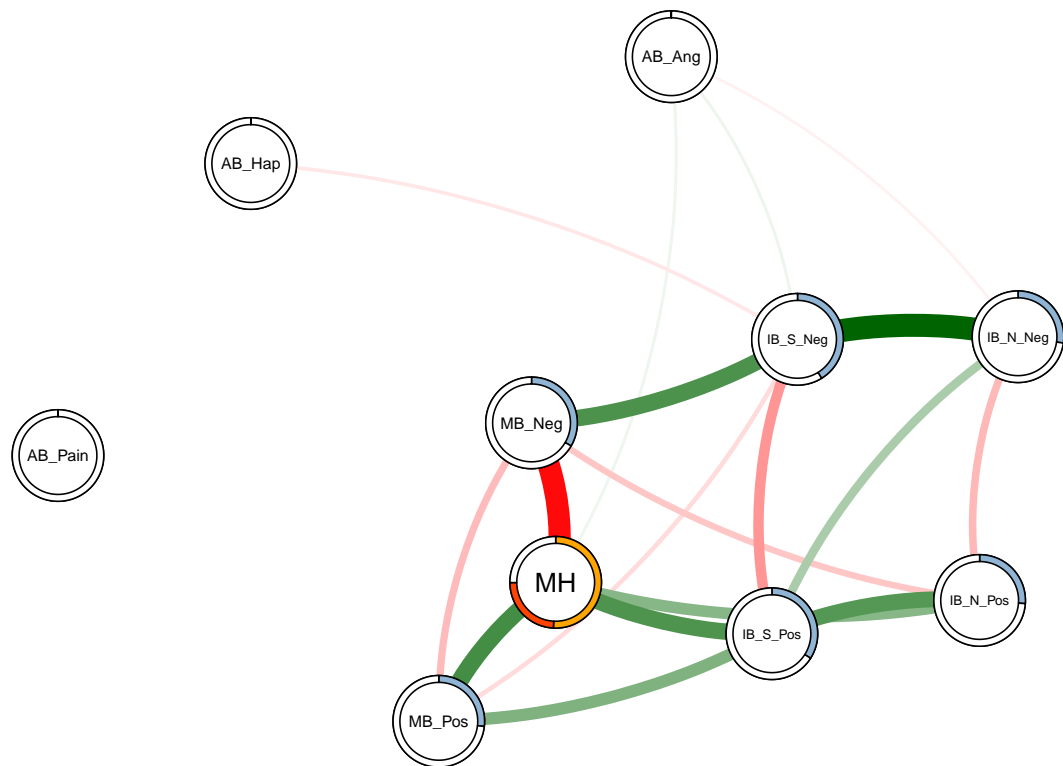 AB_Ang
AB_Hap
IB_S_Neg
IB_N_Neg
MB_Neg
AB_Pain
MH
IB_N_Pos
IB_S_Pos
MB_Pos